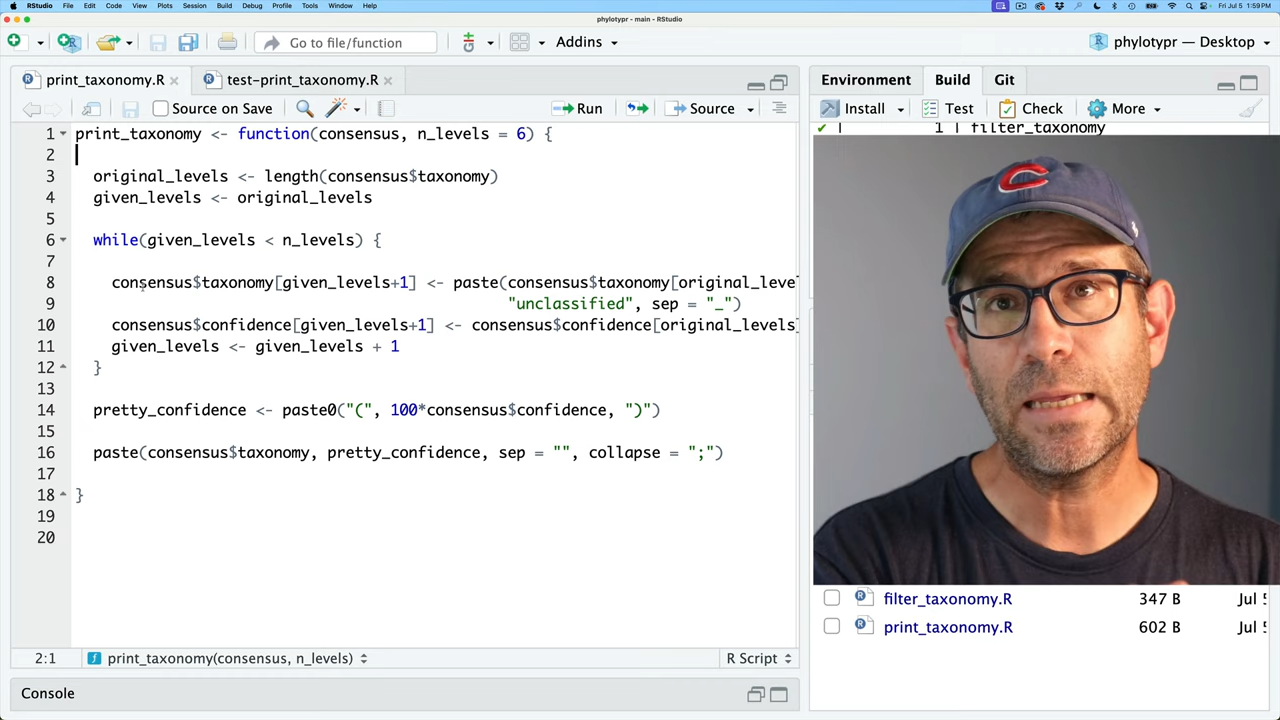 RStudio File Edit Code View Plots Session Build Debug Profile Tools Window Help Fri Jul 5 1:59 PM
phylotypr - main - RStudio
Go to file/function Addins phylotypr — Desktop
print_taxonomy.R test-print_taxonomy.R Environment Build Git
Source on Save Run Source Install Test Check More
1 print_taxonomy <- function(consensus, n_levels = 6) {
2
3 original_levels <- length(consensus$taxonomy)
4 given_levels <- original_levels
5
6 while(given_levels < n_levels) {
7
8 consensus$taxonomy[given_levels+1] <- paste(consensus$taxonomy[original_leve
9 "unclassified", sep = "_")
10 consensus$confidence[given_levels+1] <- consensus$confidence[original_levels]
11 given_levels <- given_levels + 1
12 }
13
14 pretty_confidence <- paste0("(", 100*consensus$confidence, ")")
15
16 paste(consensus$taxonomy, pretty_confidence, sep = "", collapse = ";")
17
18 }
19
20
✔ | 1 | filter_taxonomy
C
filter_taxonomy.R 347 B Jul 5
print_taxonomy.R 602 B Jul 5
2:1 print_taxonomy(consensus, n_levels) R Script
Console